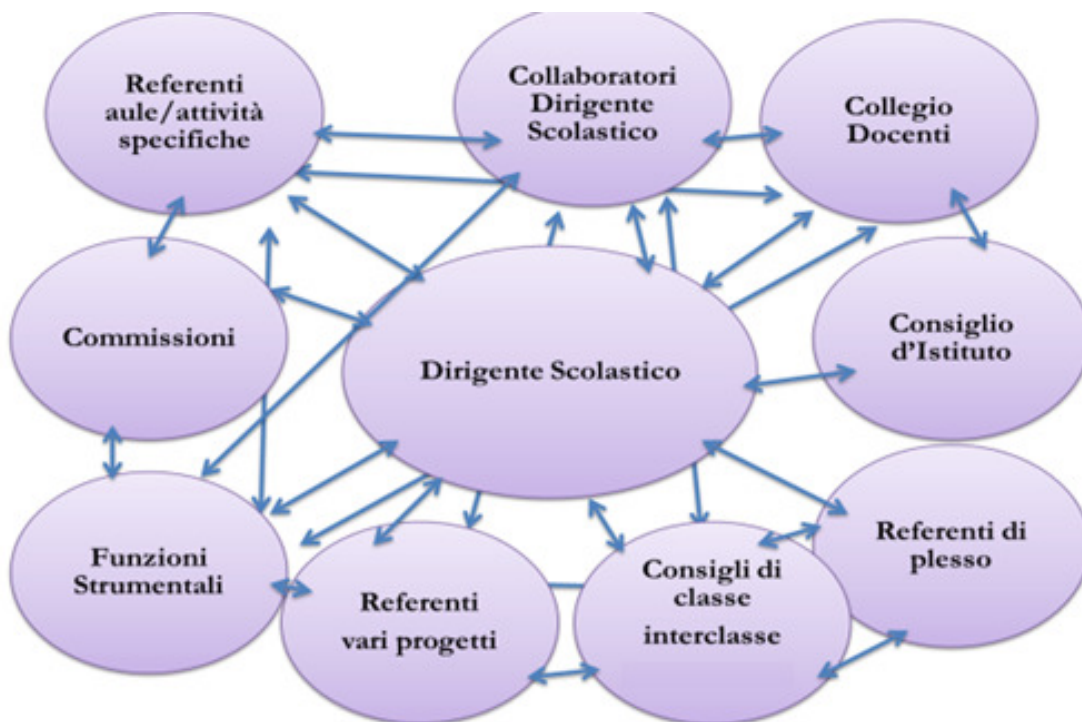 Referenti
aule/attività
specifiche
Collaboratori
Dirigente
Scolastico
Collegio
Docenti
Commissioni
Dirigente Scolastico
Consiglio
d'Istituto
Funzioni
Strumentali
Referenti
vari progetti
Consigli di
classe
interclasse
Referenti di
plesso